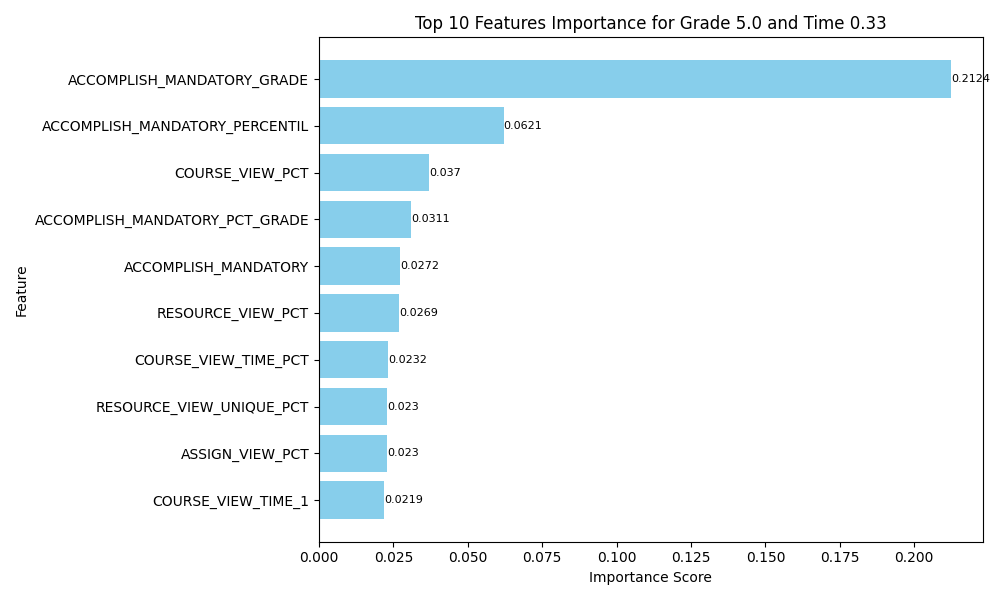 Top 10 Features Importance for Grade 5.0 and Time 0.33
ACCOMPLISH_MANDATORY_GRADE 0.2124
ACCOMPLISH_MANDATORY_PERCENTIL 0.0621
COURSE_VIEW_PCT 0.037
ACCOMPLISH_MANDATORY_PCT_GRADE 0.0311
ACCOMPLISH_MANDATORY 0.0272
RESOURCE_VIEW_PCT 0.0269
COURSE_VIEW_TIME_PCT 0.0232
RESOURCE_VIEW_UNIQUE_PCT 0.023
ASSIGN_VIEW_PCT 0.023
COURSE_VIEW_TIME_1 0.0219
Feature
0.000 0.025 0.050 0.075 0.100 0.125 0.150 0.175 0.200
Importance Score